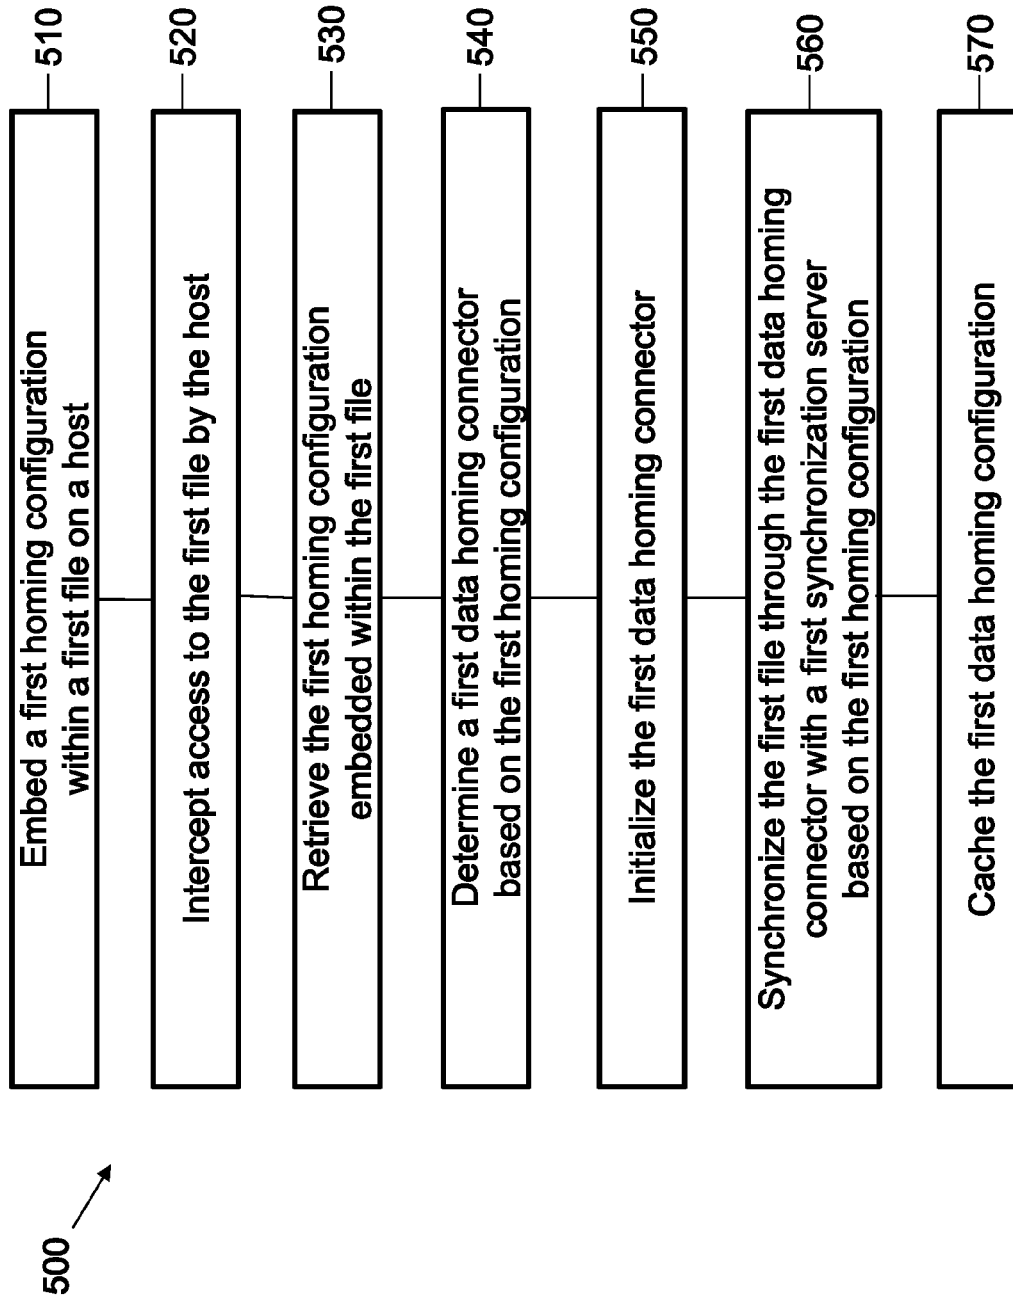 500
Embed a first homing configuration
within a first file on a host
510
Intercept access to the first file by the host
520
Retrieve the first homing configuration
embedded within the first file
530
Determine a first data homing connector
based on the first homing configuration
540
Initialize the first data homing connector
550
Synchronize the first file through the first data homing
connector with a first synchronization server
based on the first homing configuration
560
Cache the first data homing configuration
570